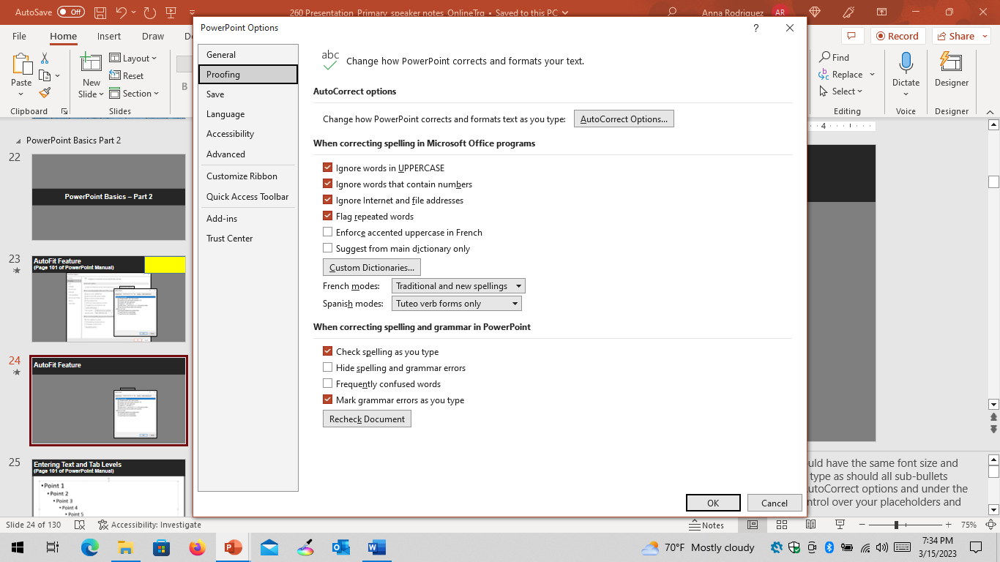 AutoSave Off
260 Presentation_Primary_speaker notes_OnlineTrg • Saved to this PC
Anna Rodriguez AR
File Home Insert Draw
Record Share
Paste
Clipboard
New
Slide
Layout
Reset
Section
Slides
B
Find
Replace
Select
Editing
Dictate
Voice
Designer
Designer
PowerPoint Options
?
General
Proofing
Save
Language
Accessibility
Advanced
Customize Ribbon
Quick Access Toolbar
Add-ins
Trust Center
abc
Change how PowerPoint corrects and formats your text.
AutoCorrect options
Change how PowerPoint corrects and formats text as you type: AutoCorrect Options...
When correcting spelling in Microsoft Office programs
Ignore words in UPPERCASE
Ignore words that contain numbers
Ignore Internet and file addresses
Flag repeated words
Enforce accented uppercase in French
Suggest from main dictionary only
Custom Dictionaries...
French modes: Traditional and new spellings
Spanish modes: Tuteo verb forms only
When correcting spelling and grammar in PowerPoint
Check spelling as you type
Hide spelling and grammar errors
Frequently confused words
Mark grammar errors as you type
Recheck Document
OK Cancel
PowerPoint Basics Part 2
22
PowerPoint Basics – Part 2
23
AutoFit Feature
(Page 101 of PowerPoint Manual)
24
AutoFit Feature
25
Entering Text and Tab Levels
(Page 101 of PowerPoint Manual)
•Point 1
•Point 2
•Point 3
•Point 4
•Point 5
4
have the same font size and
type as should all sub-bullets
AutoCorrect options and under the
over your placeholders and
Slide 24 of 130 Accessibility: Investigate
Notes 75%
70°F Mostly cloudy
7:34 PM
3/15/2023